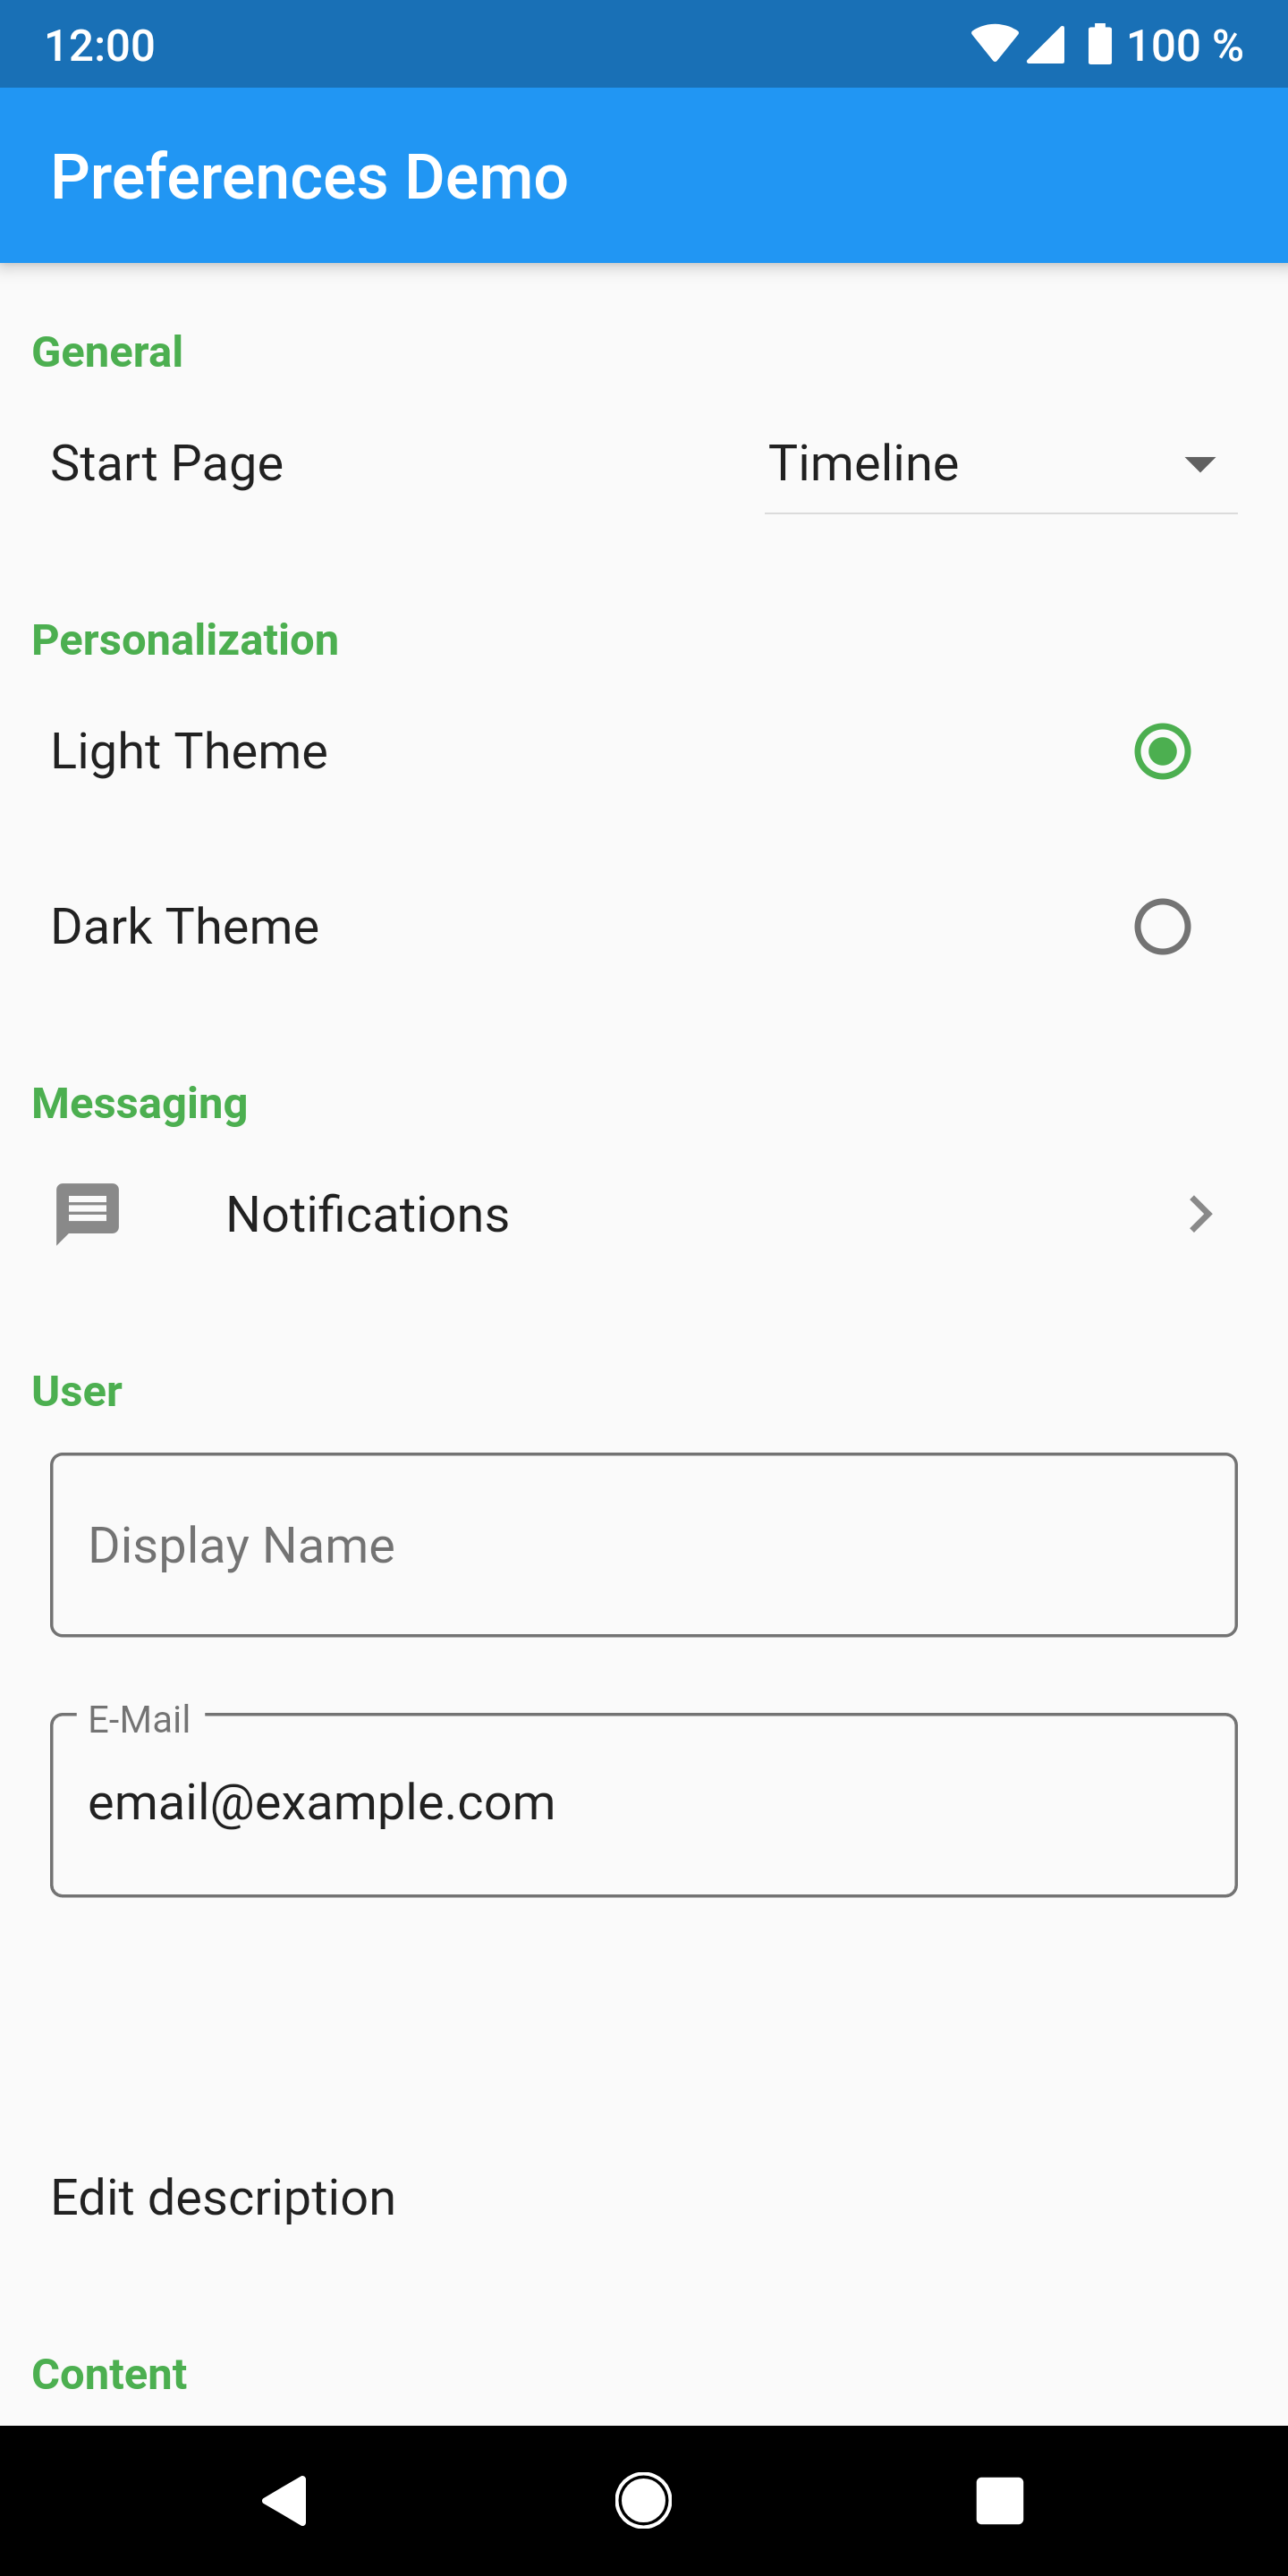 12:00 100 %
Preferences Demo
General
Start Page Timeline
Personalization
Light Theme
Dark Theme
Messaging
Notifications
User
Display Name
E-Mail
email@example.com
Edit description
Content